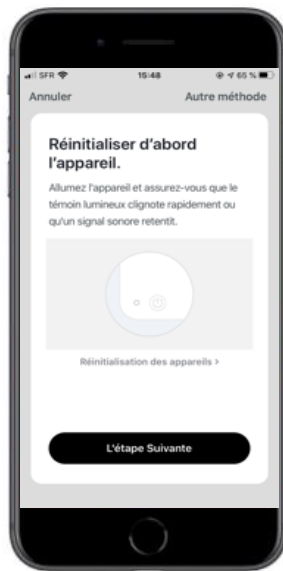 SFR 15:48 65 %
Annuler Autre méthode
Réinitialiser d'abord
l'appareil.
Allumez l'appareil et assurez-vous que le
témoin lumineux clignote rapidement ou
qu'un signal sonore retentit.
Réinitialisation des appareils >
L'étape Suivante